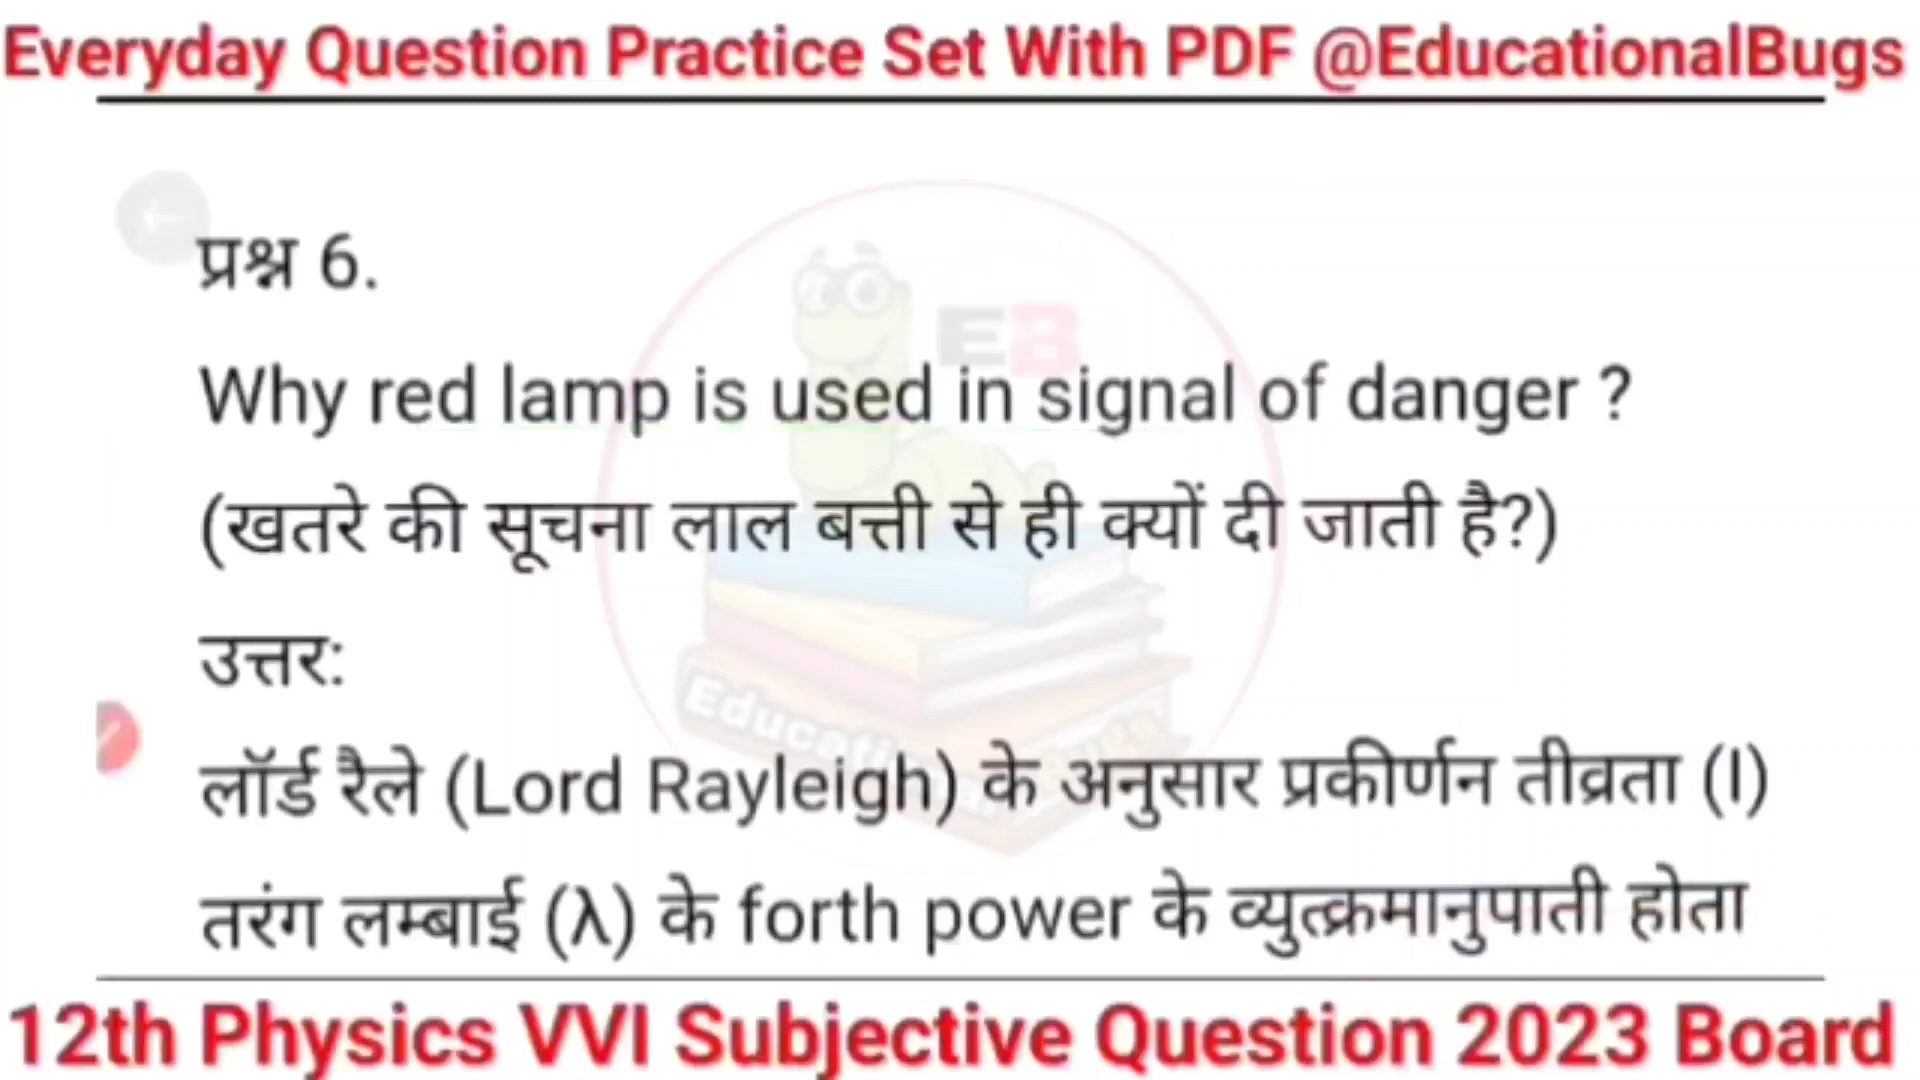 Everyday Question Practice Set With PDF @EducationalBugs
प्रश्न 6.
EB
Why red lamp is used in signal of danger ?
(खतरे की सूचना लाल बत्ती से ही क्यों दी जाती है?)
उत्तर:
लॉर्ड रैले (Lord Rayleigh) के अनुसार प्रकीर्णन तीव्रता (I)
तरंग लम्बाई (λ) के forth power के व्युत्क्रमानुपाती होता
12th Physics VVI Subjective Question 2023 Board